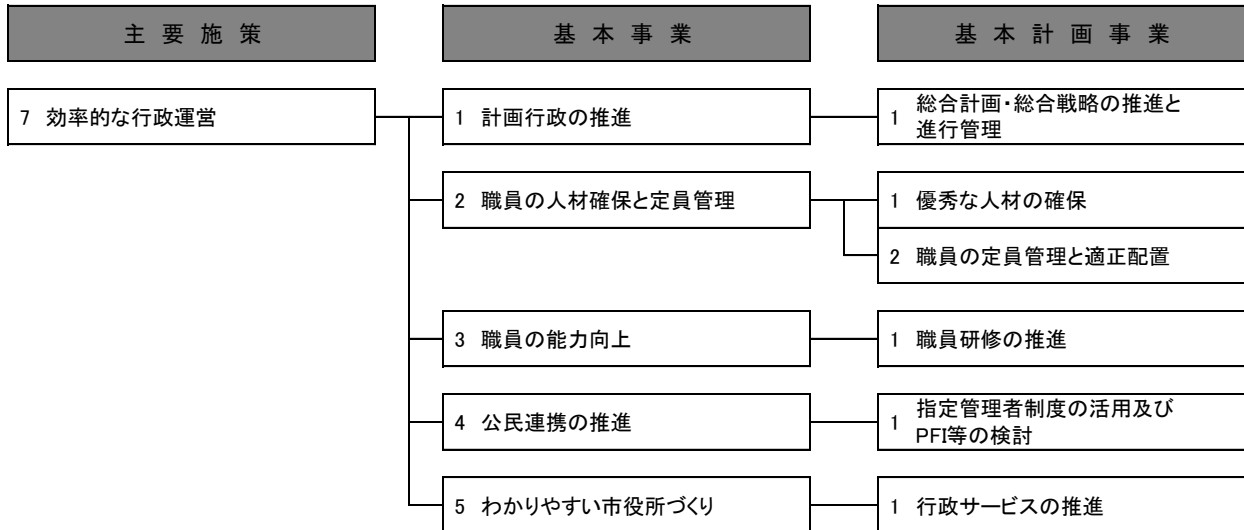 主 要 施 策
基 本 事 業
基 本 計 画 事 業
7 効率的な行政運営
1 計画行政の推進
1 総合計画・総合戦略の推進と
進行管理
2 職員の人材確保と定員管理
1 優秀な人材の確保
2 職員の定員管理と適正配置
3 職員の能力向上
1 職員研修の推進
4 公民連携の推進
1 指定管理者制度の活用及び
PFI等の検討
5 わかりやすい市役所づくり
1 行政サービスの推進